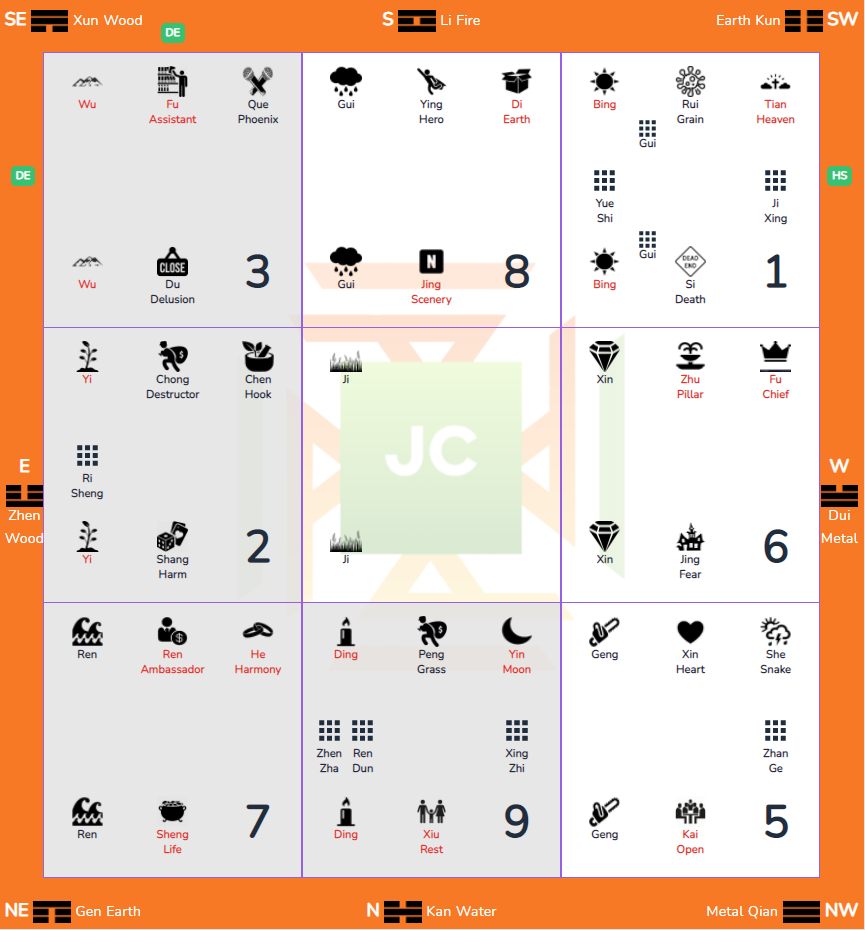 SE Xun Wood
S Li Fire
Earth Kun SW
DE
Wu Fu Que
Assistant Phoenix
Gui Ying Di
Hero Earth
Bing Rui Tian
Grain Heaven
Gui
DE
HS
Yue Ji
Shi Xing
Gui
Wu CLOSE Du 3
Delusion
Gui N Jing 8
Scenery
Bing DEAD END Si 1
Death
Yi Chong Chen
Destructor Hook
Ji
Xin Zhu Fu
Pillar Chief
JC
E
Zhen
Wood
Ri
Sheng
W
Dui
Metal
Yi Shang 2
Harm
Ji
Xin Jing 6
Fear
Ren Ren He
Ambassador Harmony
Ding Peng Yin
Grass Moon
Geng Xin She
Heart Snake
Zhen Ren Xing
Zha Dun Zhi
Zhan
Ge
Ren Sheng 7
Life
Ding Xiu 9
Rest
Geng Kai 5
Open
NE Gen Earth
N Kan Water
Metal Qian NW